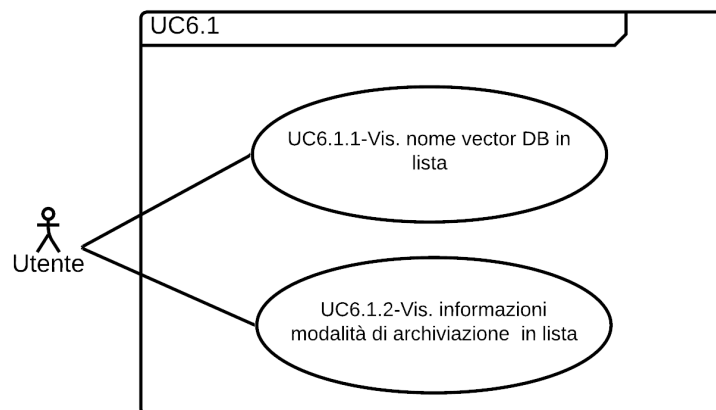 UC6.1
UC6.1.1-Vis. nome vector DB in
lista
Utente
UC6.1.2-Vis. informazioni
modalità di archiviazione in lista